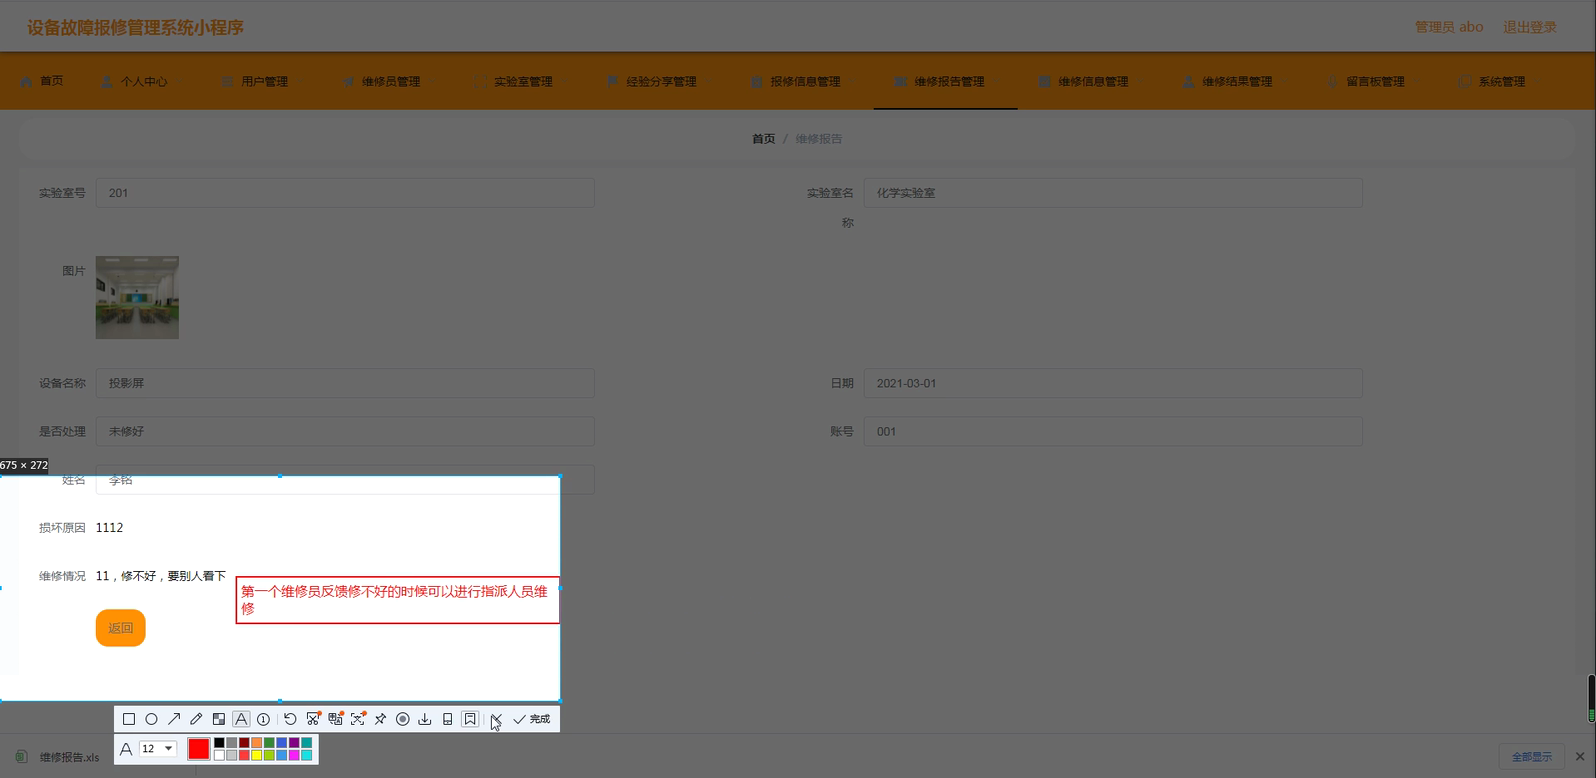 设备故障报修管理系统小程序
管理员 abo 退出登录
首页 个人中心 用户管理 维修员管理 实验室管理 经验分享管理 报修信息管理 维修报告管理 维修信息管理 维修结果管理 留言板管理 系统管理
首页 / 维修报告
实验室号 201 实验室名 化学实验室
称
图片
设备名称 投影屏 日期 2021-03-01
是否处理 未修好 账号 001
675 × 272
姓名 李铭
损坏原因 1112
维修情况 11，修不好，要别人看下
第一个维修员反馈修不好的时候可以进行指派人员维
修
返回
完成
A 12
维修报告.xls 全部显示